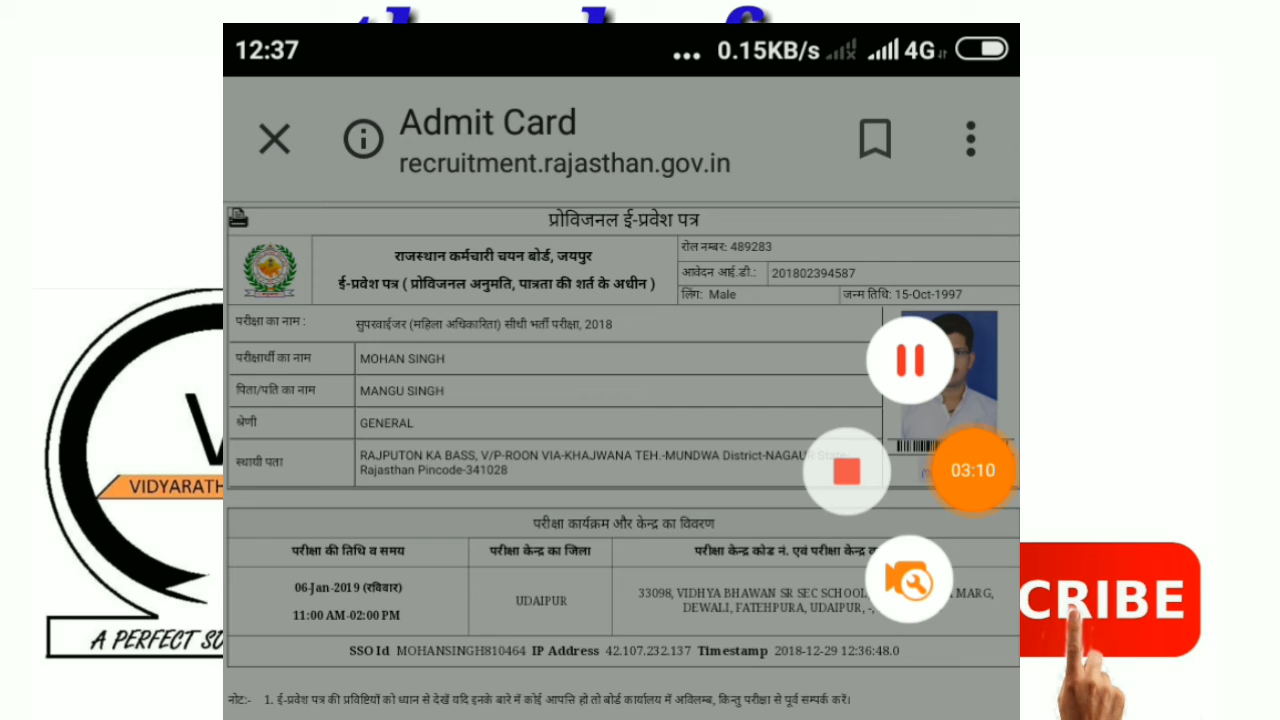 12:37
0.15KB/s
4G
Admit Card
recruitment.rajasthan.gov.in
प्रोविजनल ई-प्रवेश पत्र
राजस्थान कर्मचारी चयन बोर्ड, जयपुर
ई-प्रवेश पत्र ( प्रोविजनल अनुमति, पात्रता की शर्त के अधीन )
रोल नम्बर: 489283
आवेदन आई.डी.: 201802394587
लिंग: Male
जन्म तिथि: 15-Oct-1997
परीक्षा का नाम : सुपरवाईजर (महिला अधिकारिता) सीधी भर्ती परीक्षा, 2018
परीक्षार्थी का नाम MOHAN SINGH
पिता/पति का नाम MANGU SINGH
श्रेणी GENERAL
स्थायी पता RAJPUTON KA BASS, V/P-ROON VIA-KHAJWANA TEH.-MUNDWA District-NAGAUR State-
Rajasthan Pincode-341028
03:10
परीक्षा कार्यक्रम और केन्द्र का विवरण
परीक्षा की तिथि व समय
परीक्षा केन्द्र का जिला
परीक्षा केन्द्र कोड नं. एवं परीक्षा केन्द्र
06-Jan-2019 (रविवार)
11:00 AM-02:00 PM
UDAIPUR
33098, VIDHYA BHAWAN SR SEC SCHOOL MARG,
DEWALI, FATEHPURA, UDAIPUR, -,
SSO Id MOHANSINGH810464 IP Address 42.107.232.137 Timestamp 2018-12-29 12:36:48.0
नोट:- 1. ई-प्रवेश पत्र की प्रविष्टियों को ध्यान से देखें यदि इनके बारे में कोई आपत्ति हो तो बोर्ड कार्यालय में अविलम्ब, किन्तु परीक्षा से पूर्व सम्पर्क करें।
VIDYARATH
A PERFECT SO
CRIBE